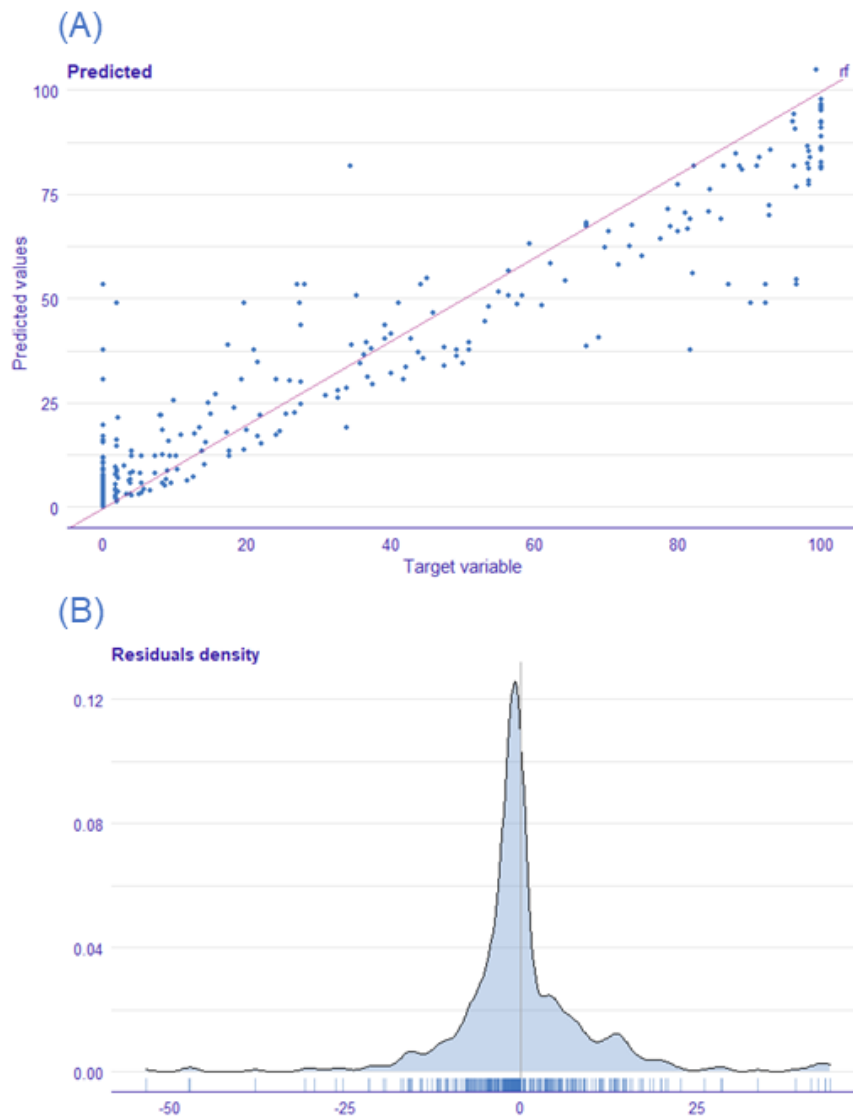 (A)
Predicted
rf
100
75
50
25
0
Predicted values
0 20 40 60 80 100
Target variable
(B)
Residuals density
0.12
0.08
0.04
0.00
-50 -25 0 25